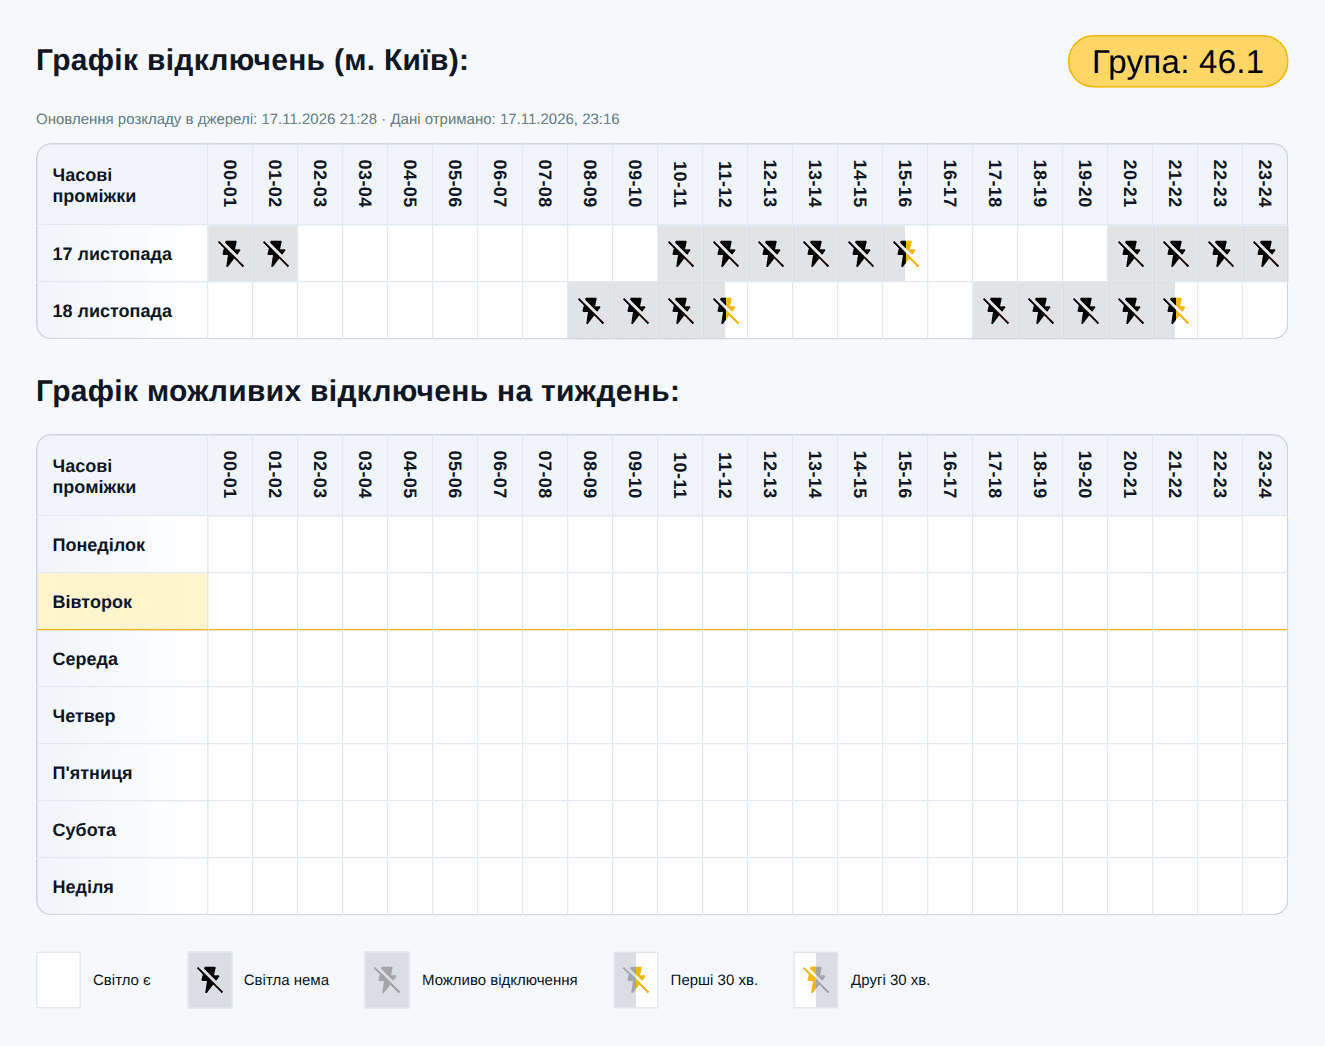 Графік відключень (м. Київ):
Група: 46.1
Оновлення розкладу в джерелі: 17.11.2026 21:28 · Дані отримано: 17.11.2026, 23:16
Часові проміжки 00-01 01-02 02-03 03-04 04-05 05-06 06-07 07-08 08-09 09-10 10-11 11-12 12-13 13-14 14-15 15-16 16-17 17-18 18-19 19-20 20-21 21-22 22-23 23-24
17 листопада
18 листопада
Графік можливих відключень на тиждень:
Часові проміжки 00-01 01-02 02-03 03-04 04-05 05-06 06-07 07-08 08-09 09-10 10-11 11-12 12-13 13-14 14-15 15-16 16-17 17-18 18-19 19-20 20-21 21-22 22-23 23-24
Понеділок
Вівторок
Середа
Четвер
П'ятниця
Субота
Неділя
Світло є Світла нема Можливо відключення Перші 30 хв. Другі 30 хв.